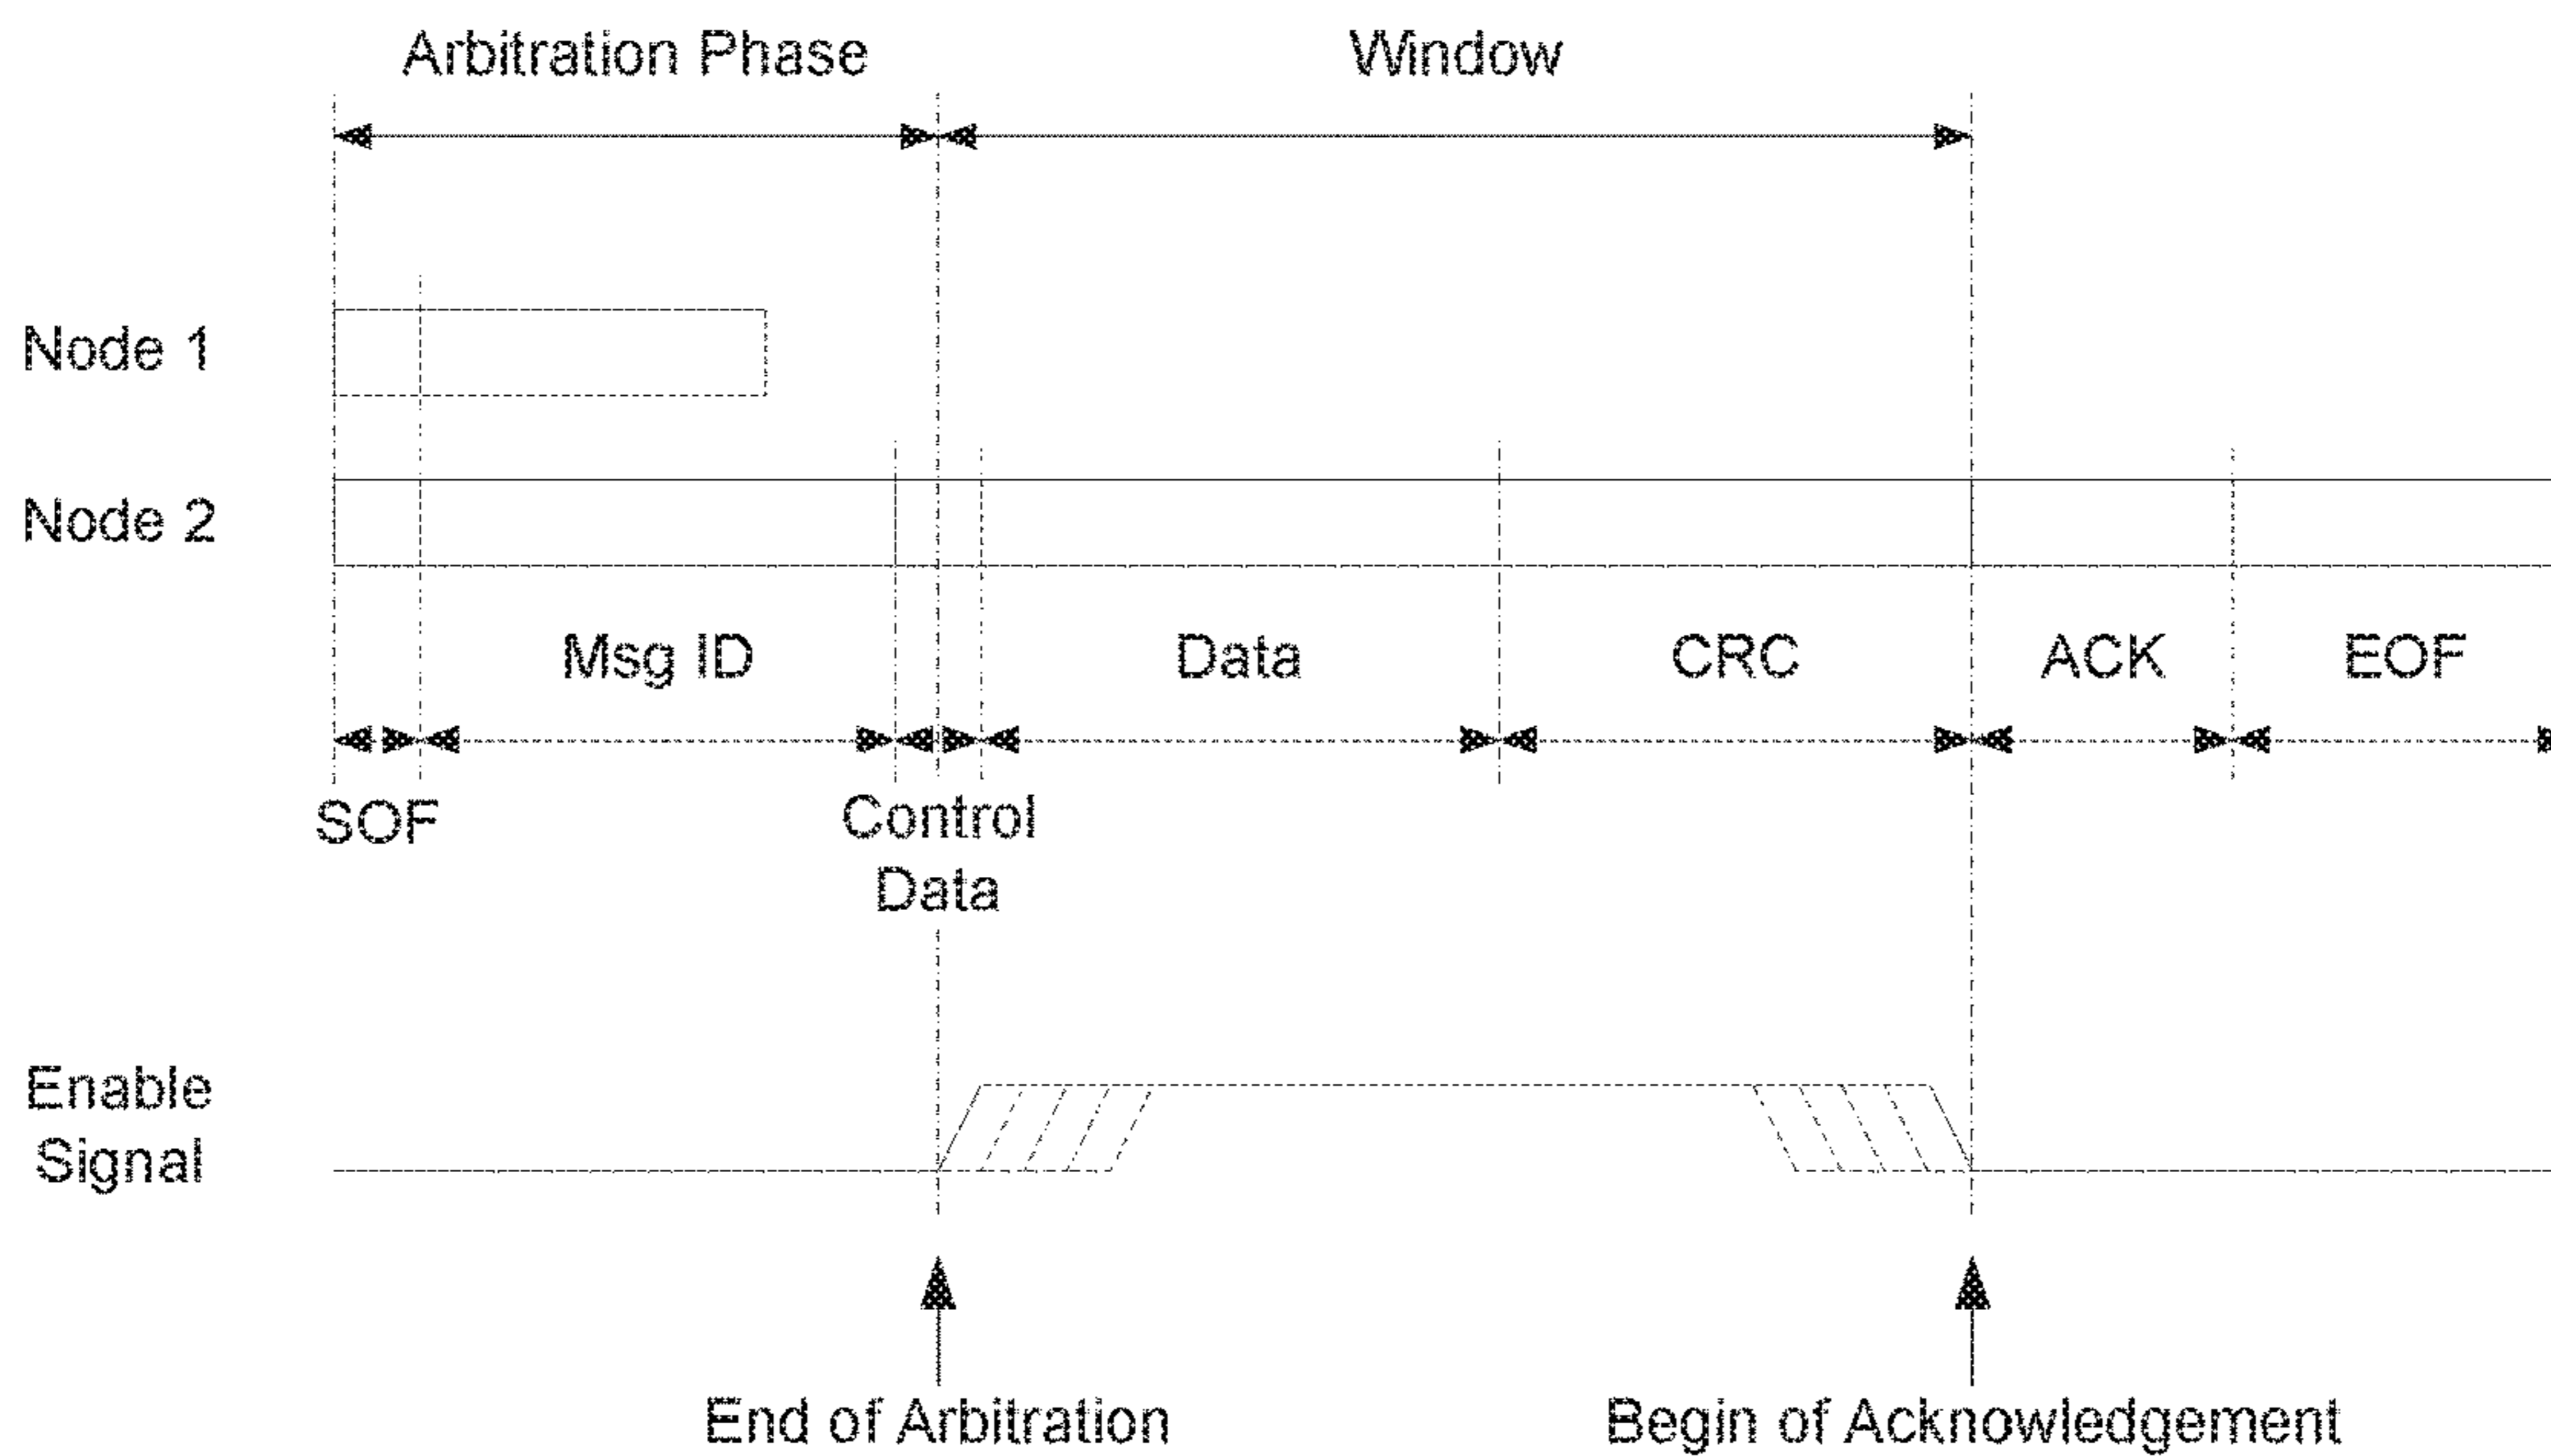 Arbitration Phase Window
Node 1
Node 2
Msg ID Data CRC ACK EOF
SOF Control
Data
Enable
Signal
End of Arbitration Begin of Acknowledgement